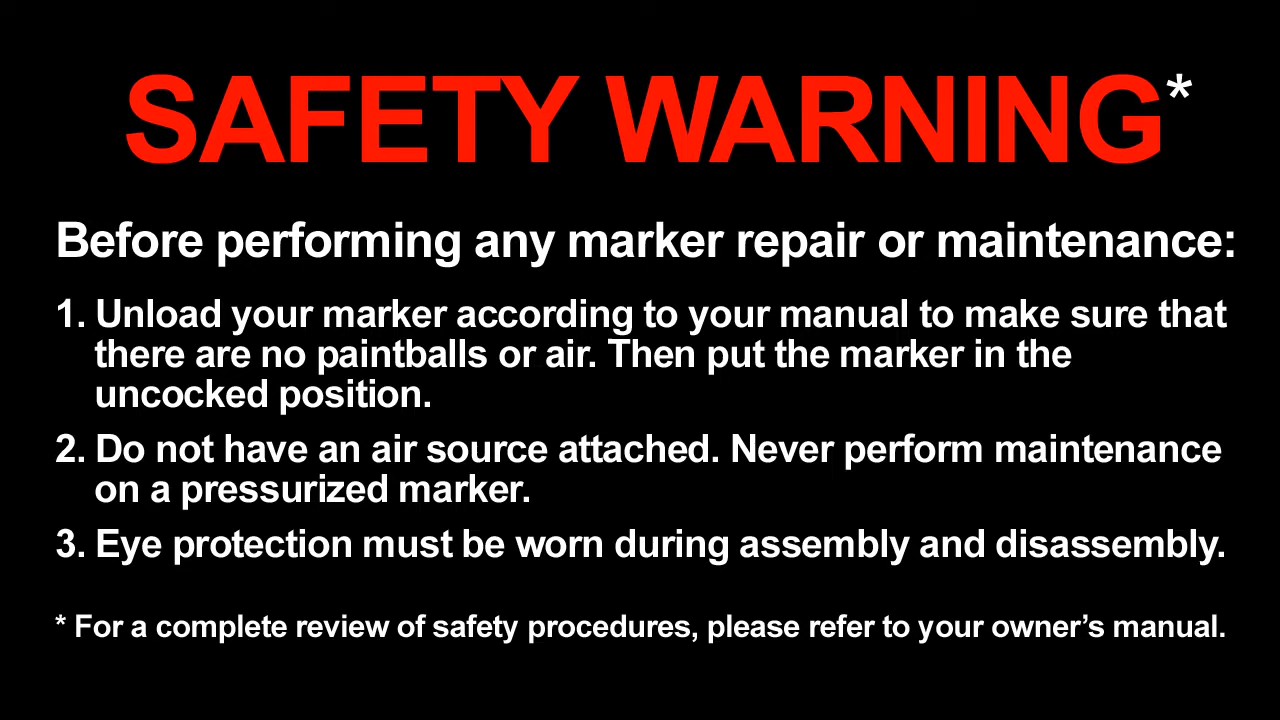 SAFETY WARNING*
Before performing any marker repair or maintenance:
1. Unload your marker according to your manual to make sure that
there are no paintballs or air. Then put the marker in the
uncocked position.
2. Do not have an air source attached. Never perform maintenance
on a pressurized marker.
3. Eye protection must be worn during assembly and disassembly.
* For a complete review of safety procedures, please refer to your owner’s manual.